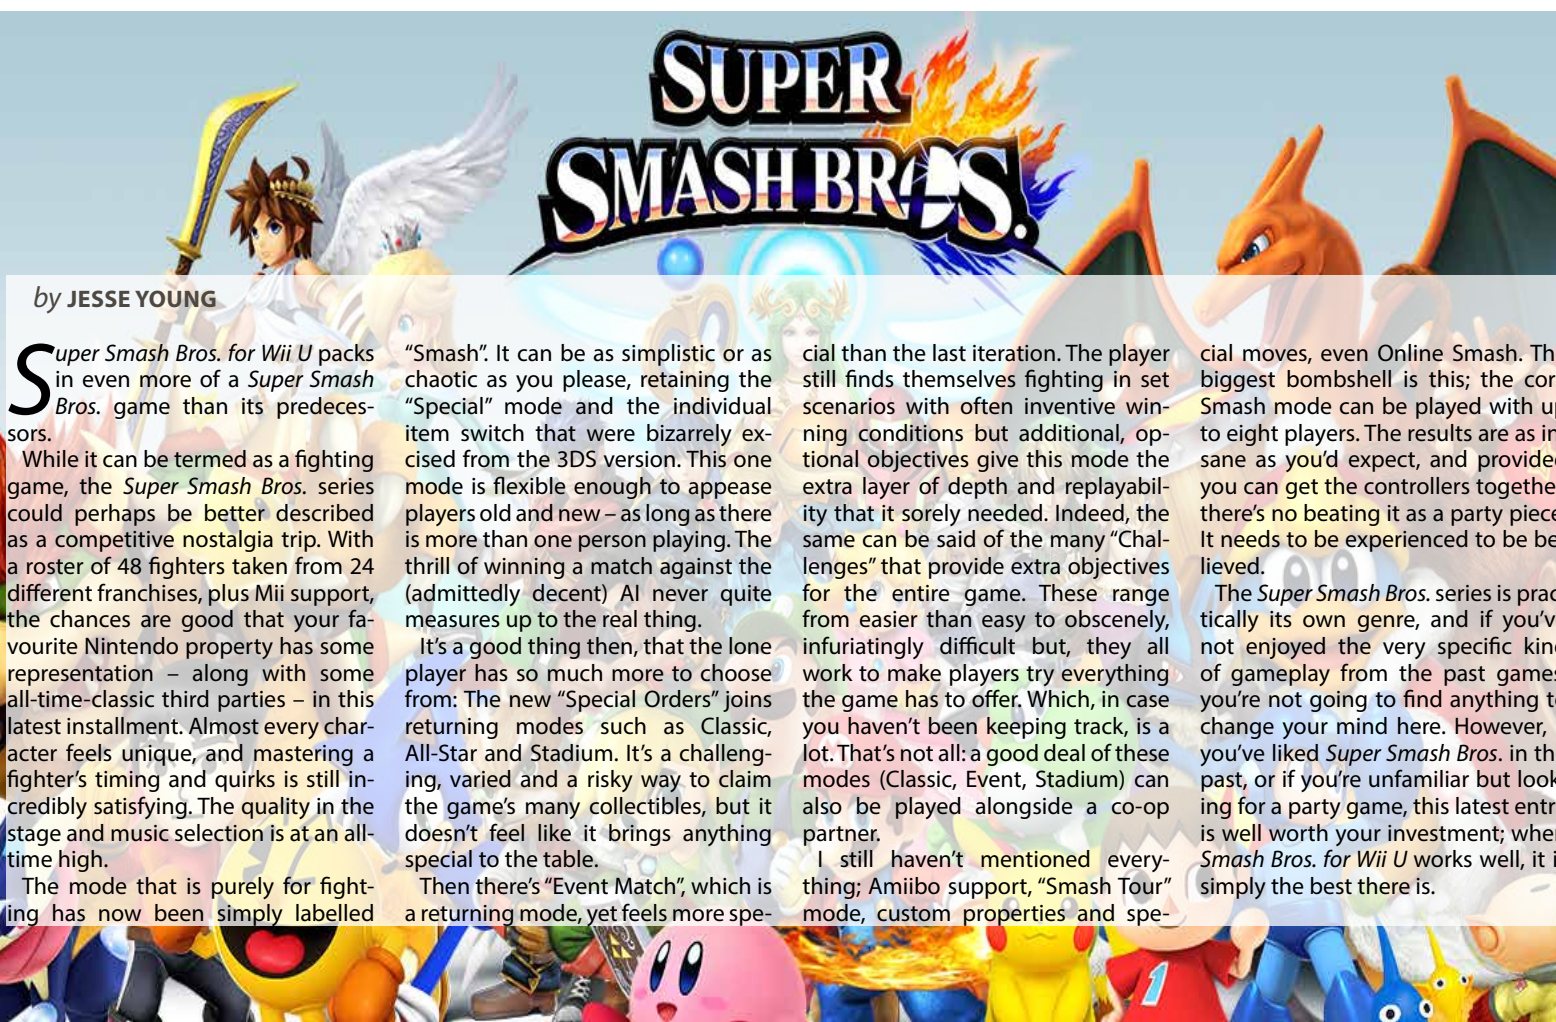 SUPER
SMASH BROS.
by JESSE YOUNG
Super Smash Bros. for Wii U packs
in even more of a Super Smash
Bros. game than its predeces-
sors.
While it can be termed as a fighting
game, the Super Smash Bros. series
could perhaps be better described
as a competitive nostalgia trip. With
a roster of 48 fighters taken from 24
different franchises, plus Mii support,
the chances are good that your fa-
vourite Nintendo property has some
representation – along with some
all-time-classic third parties – in this
latest installment. Almost every char-
acter feels unique, and mastering a
fighter's timing and quirks is still in-
credibly satisfying. The quality in the
stage and music selection is at an all-
time high.
The mode that is purely for fight-
ing has now been simply labelled
“Smash”. It can be as simplistic or as
chaotic as you please, retaining the
“Special” mode and the individual
item switch that were bizarrely ex-
cised from the 3DS version. This one
mode is flexible enough to appease
players old and new – as long as there
is more than one person playing. The
thrill of winning a match against the
(admittedly decent) AI never quite
measures up to the real thing.
It's a good thing then, that the lone
player has so much more to choose
from: The new “Special Orders” joins
returning modes such as Classic,
All-Star and Stadium. It's a challeng-
ing, varied and a risky way to claim
the game's many collectibles, but it
doesn't feel like it brings anything
special to the table.
Then there's “Event Match”, which is
a returning mode, yet feels more spe-
cial than the last iteration. The player
still finds themselves fighting in set
scenarios with often inventive win-
ning conditions but additional, op-
tional objectives give this mode the
extra layer of depth and replayabil-
ity that it sorely needed. Indeed, the
same can be said of the many “Chal-
lenges” that provide extra objectives
for the entire game. These range
from easier than easy to obscenely,
infuriatingly difficult but, they all
work to make players try everything
the game has to offer. Which, in case
you haven't been keeping track, is a
lot. That's not all: a good deal of these
modes (Classic, Event, Stadium) can
also be played alongside a co-op
partner.
I still haven't mentioned every-
thing; Amiibo support, “Smash Tour”
mode, custom properties and spe-
cial moves, even Online Smash. Th
biggest bombshell is this; the cor
Smash mode can be played with up
to eight players. The results are as in
sane as you'd expect, and provided
you can get the controllers together
there's no beating it as a party piece
It needs to be experienced to be be
lieved.
The Super Smash Bros. series is prac
tically its own genre, and if you'v
not enjoyed the very specific kind
of gameplay from the past games
you're not going to find anything to
change your mind here. However,
you've liked Super Smash Bros. in th
past, or if you're unfamiliar but look
ing for a party game, this latest entr
is well worth your investment; when
Smash Bros. for Wii U works well, it i
simply the best there is.
1